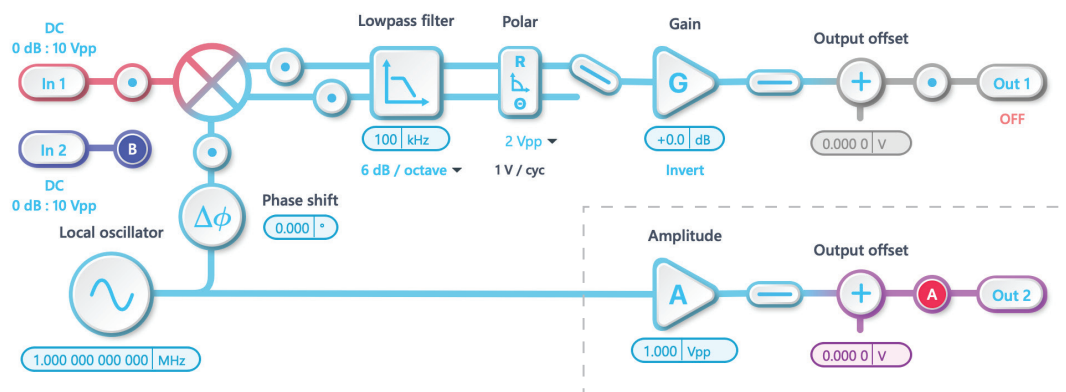 Lowpass filter
Polar
Gain
DC
0 dB : 10 Vpp
Output offset
In 1
R
Θ
G
Out 1
OFF
100 kHz
2 Vpp
+0.0 dB
0.000 0 V
In 2
B
6 dB / octave
1 V / cyc
Invert
DC
0 dB : 10 Vpp
Δϕ
Phase shift
0.000 °
Local oscillator
Amplitude
Output offset
A
A
Out 2
1.000 000 000 000 MHz
1.000 Vpp
0.000 0 V